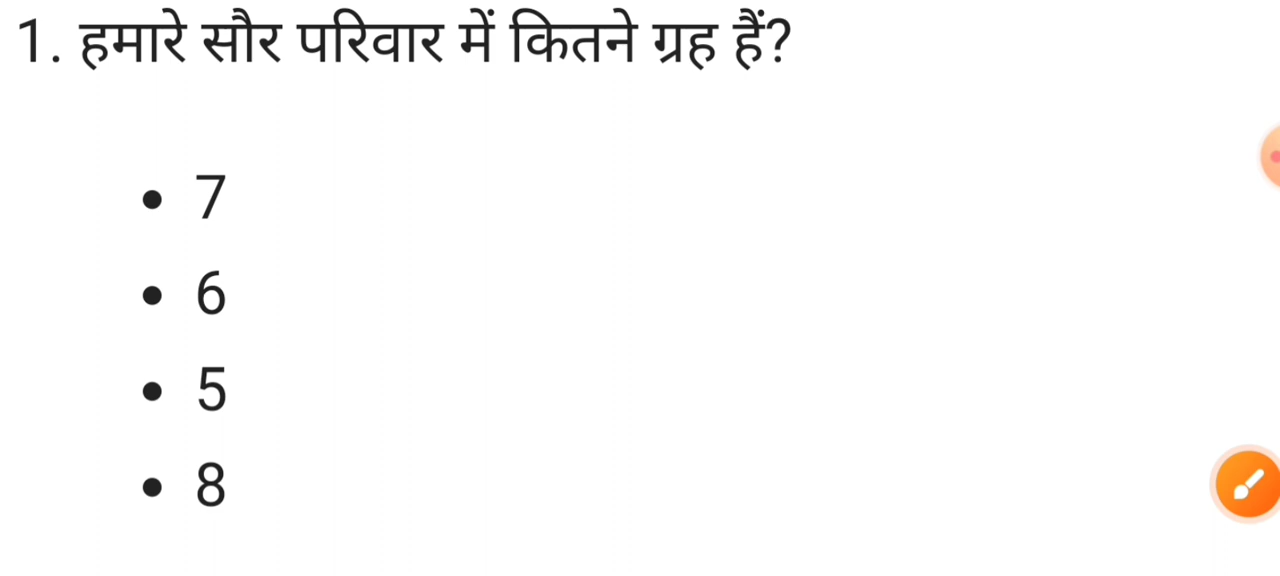 1. हमारे सौर परिवार में कितने ग्रह हैं?
• 7
• 6
• 5
• 8